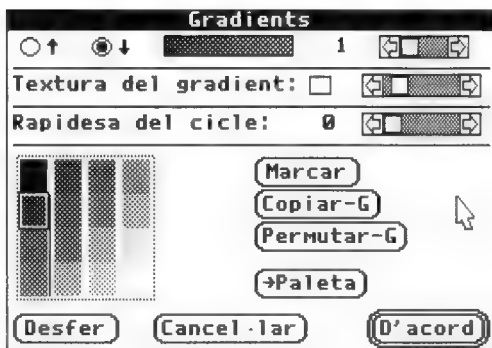 Gradients
↑ ↓ 1
Textura del gradient:
Rapidesa del cicle: 0
Marcar
Copiar-G
Permutar-G
→Paleta
Desfer Cancel·lar D'acord